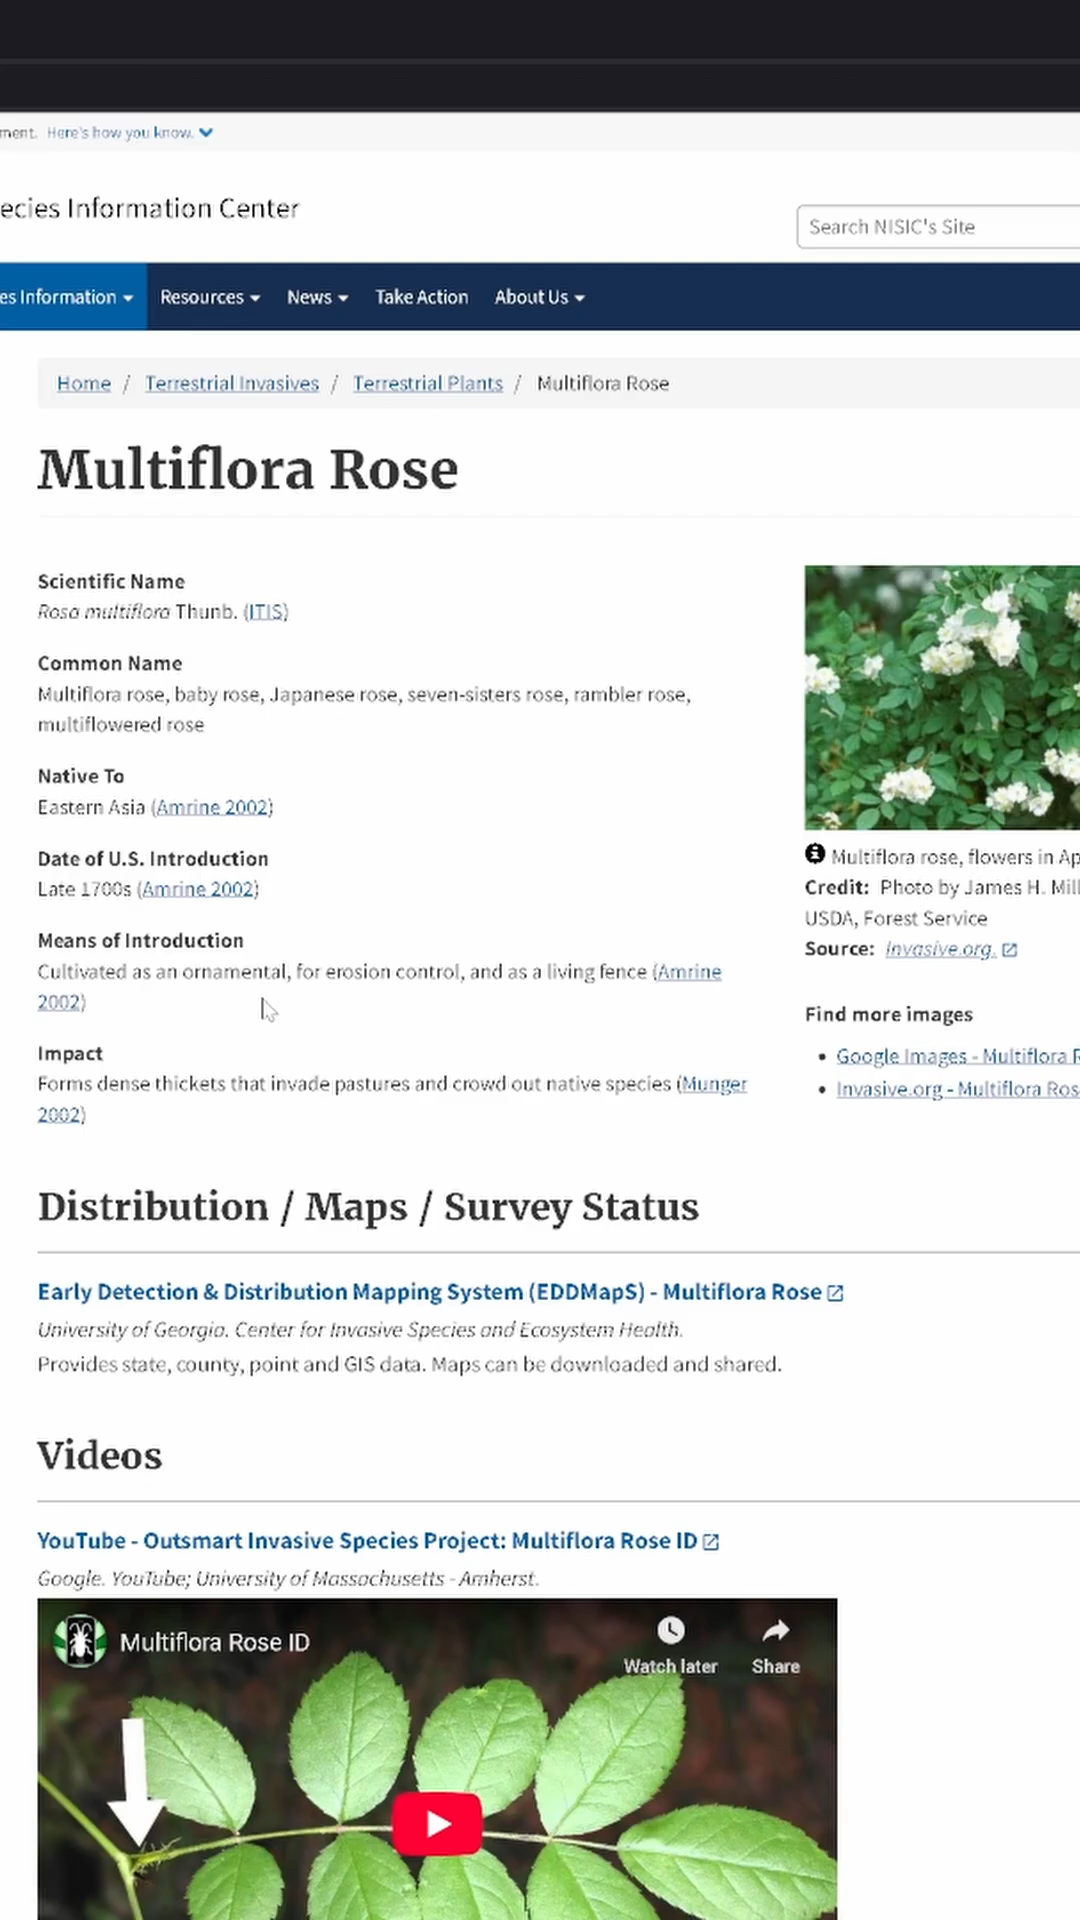 ment. Here's how you know.
ecies Information Center
Search NISIC's Site
es Information Resources News Take Action About Us
Home / Terrestrial Invasives / Terrestrial Plants / Multiflora Rose
Multiflora Rose
Scientific Name
Rosa multiflora Thunb. (ITIS)
Common Name
Multiflora rose, baby rose, Japanese rose, seven-sisters rose, rambler rose,
multiflowered rose
Native To
Eastern Asia (Amrine 2002)
Date of U.S. Introduction
Late 1700s (Amrine 2002)
Means of Introduction
Cultivated as an ornamental, for erosion control, and as a living fence (Amrine
2002)
Impact
Forms dense thickets that invade pastures and crowd out native species (Munger
2002)
Multiflora rose, flowers in Ap
Credit: Photo by James H. Mill
USDA, Forest Service
Source: Invasive.org.
Find more images
• Google Images - Multiflora R
• Invasive.org - Multiflora Ros
Distribution / Maps / Survey Status
Early Detection & Distribution Mapping System (EDDMapS) - Multiflora Rose
University of Georgia. Center for Invasive Species and Ecosystem Health.
Provides state, county, point and GIS data. Maps can be downloaded and shared.
Videos
YouTube - Outsmart Invasive Species Project: Multiflora Rose ID
Google. YouTube; University of Massachusetts - Amherst.
Multiflora Rose ID
Watch later Share